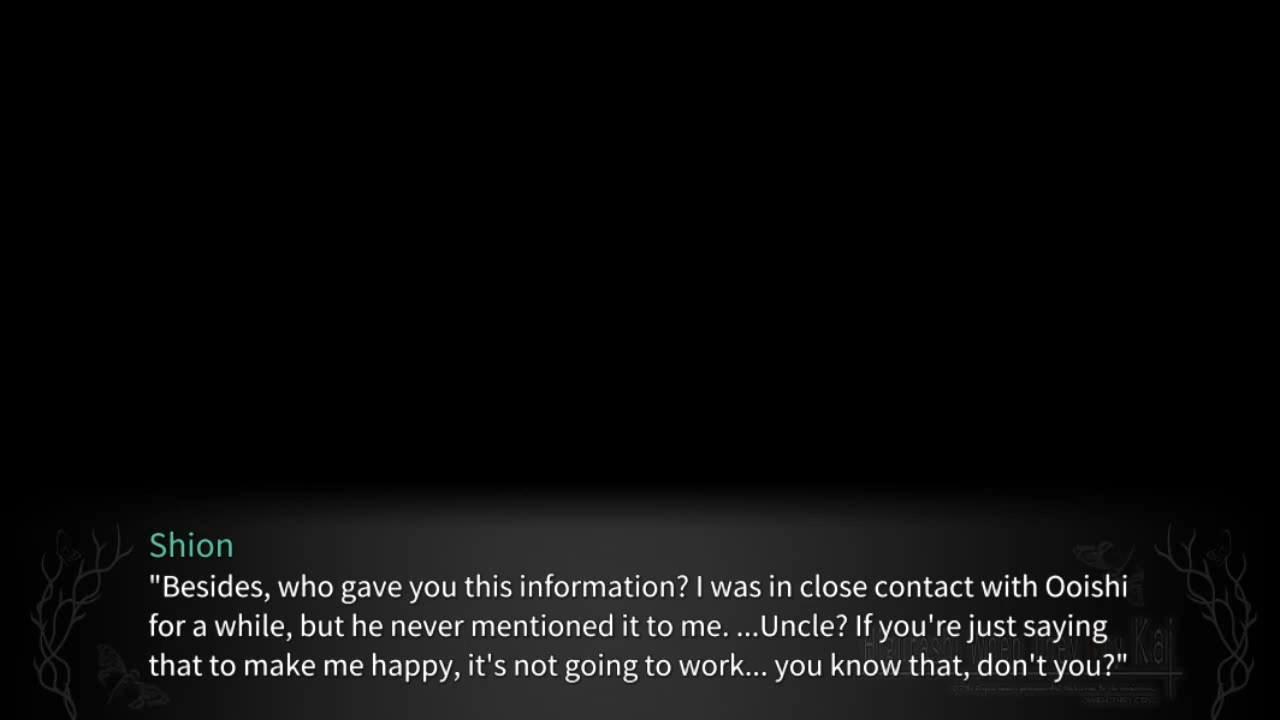 Shion
"Besides, who gave you this information? I was in close contact with Ooishi
for a while, but he never mentioned it to me. ...Uncle? If you're just saying
that to make me happy, it's not going to work... you know that, don't you?"
Kai